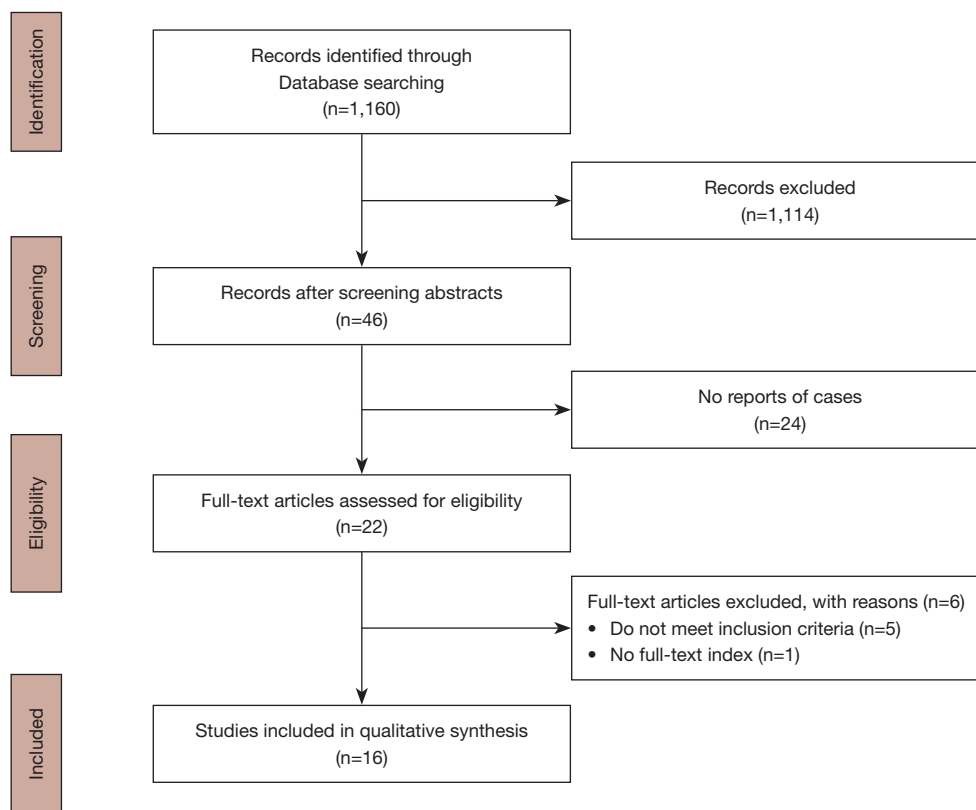 Identification
Records identified through
Database searching
(n=1,160)
Records excluded
(n=1,114)
Screening
Records after screening abstracts
(n=46)
No reports of cases
(n=24)
Eligibility
Full-text articles assessed for eligibility
(n=22)
Full-text articles excluded, with reasons (n=6)
• Do not meet inclusion criteria (n=5)
• No full-text index (n=1)
Included
Studies included in qualitative synthesis
(n=16)